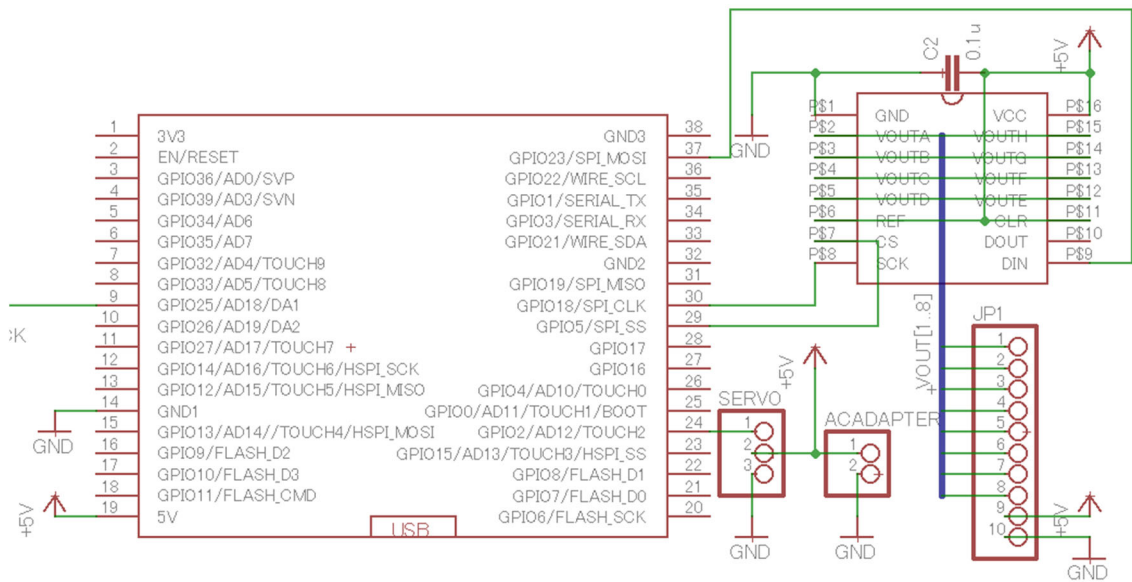 C2
0.1u
+5V
GND
P$1 GND VCC P$16
P$2 VOUTA VOUTH P$15
P$3 VOUTB VOUTG P$14
P$4 VOUTC VOUTF P$13
P$5 VOUTD VOUTE P$12
P$6 REF CLR P$11
P$7 CS DOUT P$10
P$8 SCK DIN P$9
1 3V3 GND3 38
2 EN/RESET GPIO23/SPI_MOSI 37
3 GPIO36/AD0/SVP GPIO22/WIRE_SCL 36
4 GPIO39/AD3/SVN GPIO1/SERIAL_TX 35
5 GPIO34/AD6 GPIO3/SERIAL_RX 34
6 GPIO35/AD7 GPIO21/WIRE_SDA 33
7 GPIO32/AD4/TOUCH9 GND2 32
8 GPIO33/AD5/TOUCH8 GPIO19/SPI_MISO 31
9 GPIO25/AD18/DA1 GPIO18/SPI_CLK 30
10 GPIO26/AD19/DA2 GPIO5/SPI_SS 29
11 GPIO27/AD17/TOUCH7 GPIO17 28
12 GPIO14/AD16/TOUCH6/HSPI_SCK GPIO16 27
13 GPIO12/AD15/TOUCH5/HSPI_MISO GPIO4/AD10/TOUCH0 26
14 GND1 GPIO0/AD11/TOUCH1/BOOT 25
15 GPIO13/AD14//TOUCH4/HSPI_MOSI GPIO2/AD12/TOUCH2 24
16 GPIO9/FLASH_D2 GPIO15/AD13/TOUCH3/HSPI_SS 23
17 GPIO10/FLASH_D3 GPIO8/FLASH_D1 22
18 GPIO11/FLASH_CMD GPIO7/FLASH_D0 21
19 5V GPIO6/FLASH_SCK 20
USB
CK
GND
+5V
+5V
SERVO
1
2
3
GND
ACADAPTER
1
2
GND
VOUT[1..8]
JP1
1
2
3
4
5
6
7
8
9
10
+5V
GND